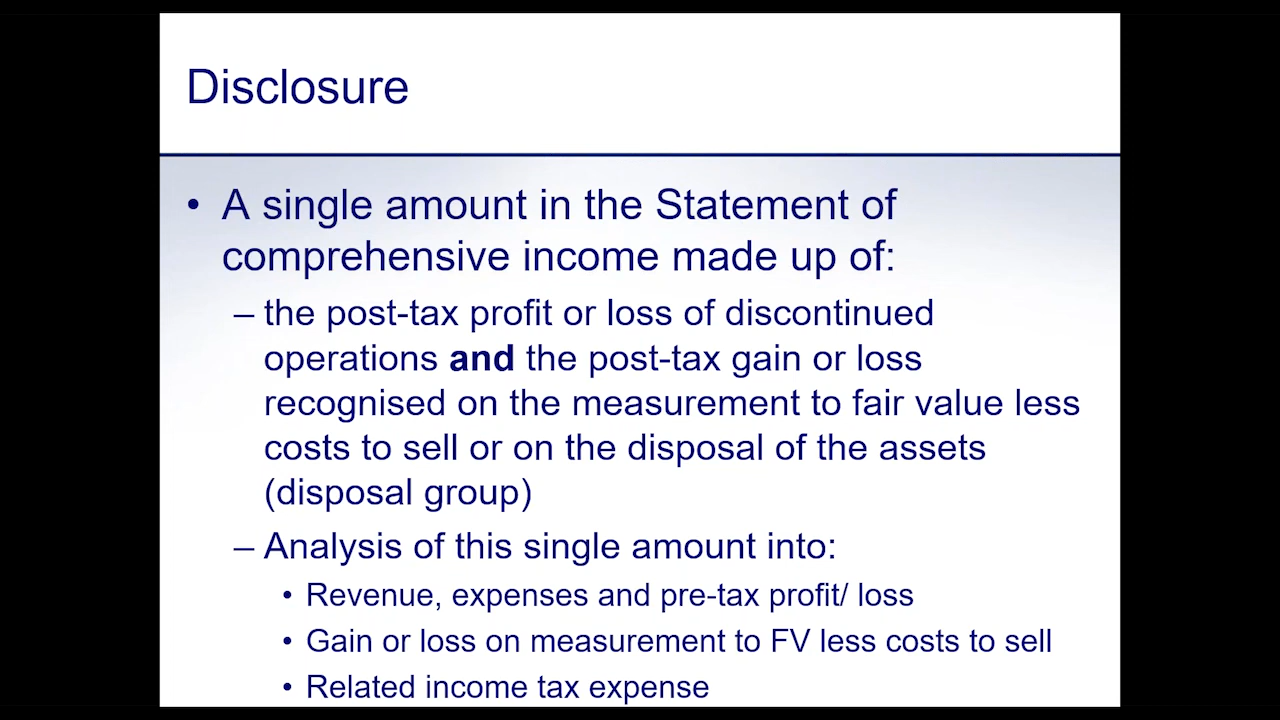 Disclosure
• A single amount in the Statement of
comprehensive income made up of:
– the post-tax profit or loss of discontinued
operations and the post-tax gain or loss
recognised on the measurement to fair value less
costs to sell or on the disposal of the assets
(disposal group)
– Analysis of this single amount into:
• Revenue, expenses and pre-tax profit/ loss
• Gain or loss on measurement to FV less costs to sell
• Related income tax expense